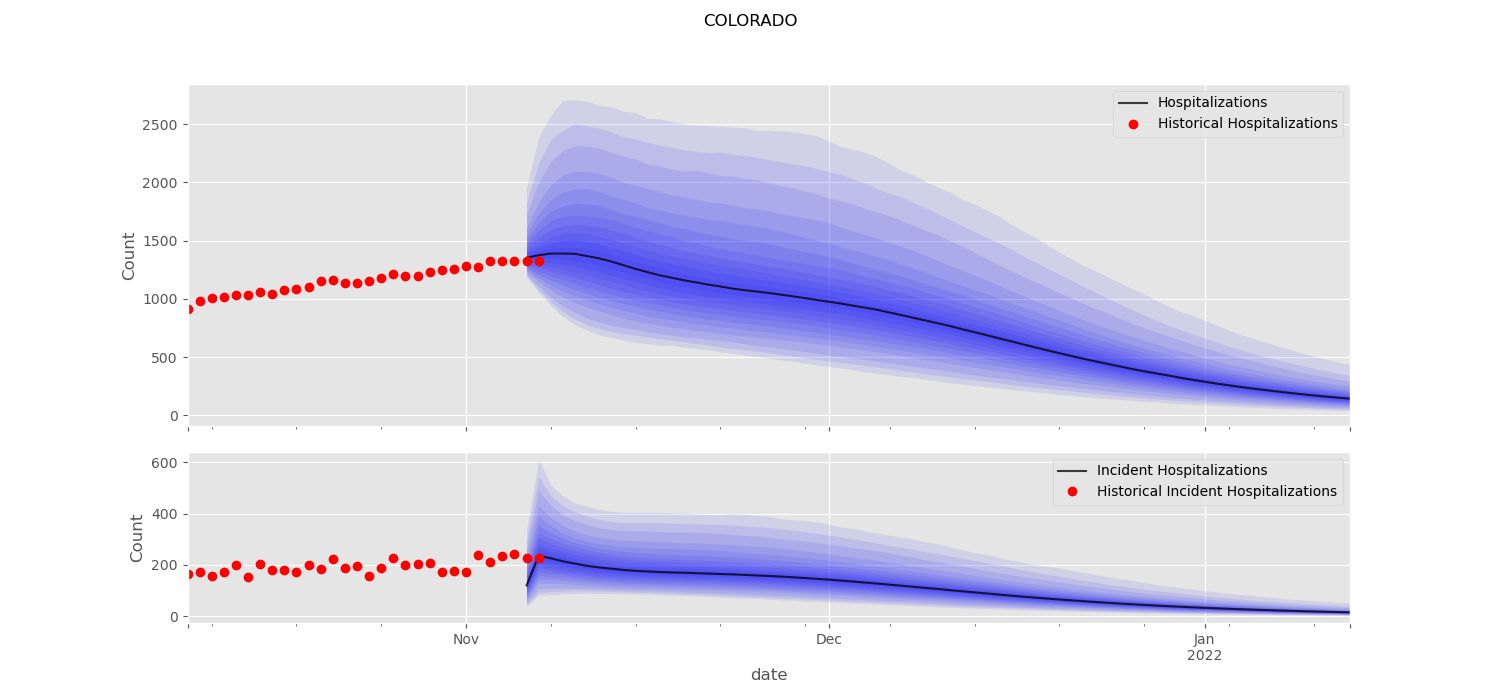 COLORADO
Hospitalizations
Historical Hospitalizations
2500
2000
1500
1000
500
0
Count
Incident Hospitalizations
Historical Incident Hospitalizations
600
400
200
0
Count
Nov
Dec
Jan
2022
date